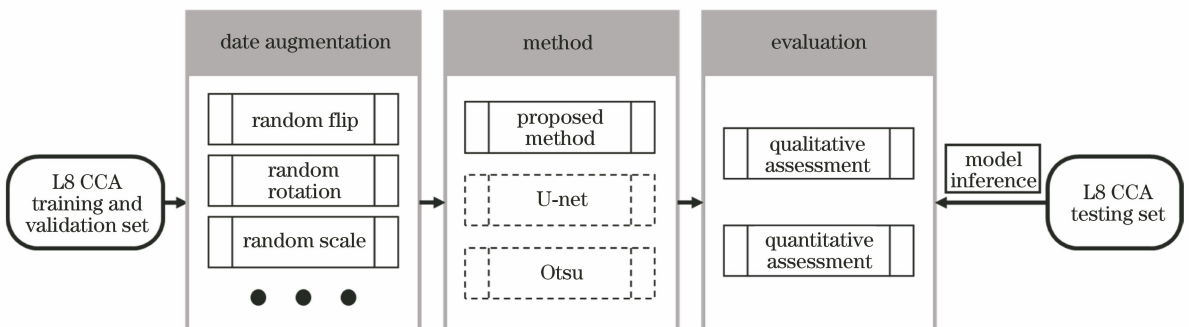 date augmentation
method
evaluation
L8 CCA
training and
validation set
random flip
random
rotation
random scale
proposed
method
U-net
Otsu
qualitative
assessment
quantitative
assessment
model
inference
L8 CCA
testing set